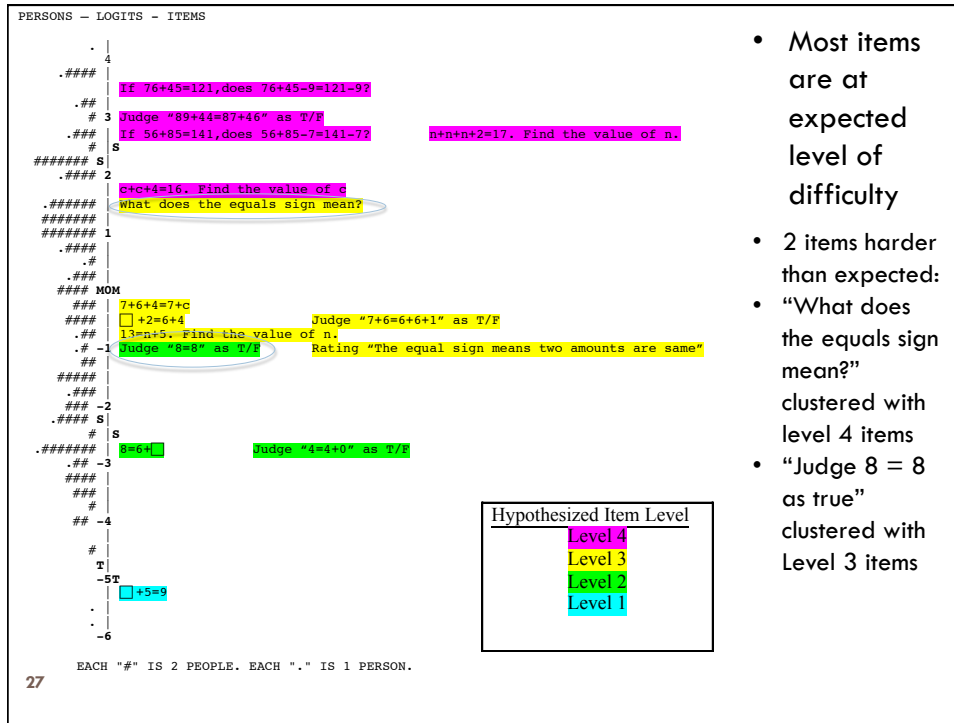 PERSONS – LOGITS - ITEMS
. |
4
.#### |
| If 76+45=121,does 76+45-9=121-9?
.## |
# 3 Judge “89+44=87+46” as T/F
.### | If 56+85=141,does 56+85-7=141-7? n+n+n+2=17. Find the value of n.
# |S
####### S|
.#### 2
| c+c+4=16. Find the value of c
.###### | What does the equals sign mean?
####### |
####### 1
.#### |
.# |
.### |
#### MOM
### | 7+6+4=7+c
#### | □ +2=6+4 Judge “7+6=6+6+1” as T/F
.## | 13=n+5. Find the value of n.
.# -1 Judge “8=8” as T/F Rating “The equal sign means two amounts are same”
## |
##### |
.### |
### -2
.#### S|
# |S
.####### | 8=6+□ Judge “4=4+0” as T/F
.## -3
#### |
### |
# |
## -4
|
# |
T|
-5T
| □ +5=9
. |
. |
-6
EACH "#" IS 2 PEOPLE. EACH "." IS 1 PERSON.
27
Hypothesized Item Level
Level 4
Level 3
Level 2
Level 1
• Most items
are at
expected
level of
difficulty
• 2 items harder
than expected:
• “What does
the equals sign
mean?”
clustered with
level 4 items
• “Judge 8 = 8
as true”
clustered with
Level 3 items